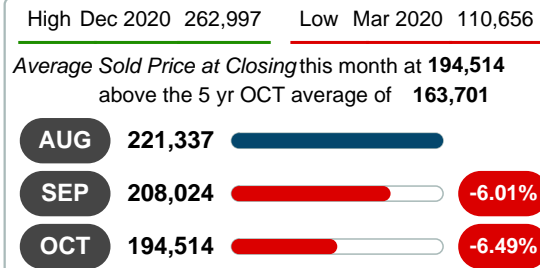 High Dec 2020 262,997 Low Mar 2020 110,656
Average Sold Price at Closing this month at 194,514
above the 5 yr OCT average of 163,701
AUG 221,337
SEP 208,024 -6.01%
OCT 194,514 -6.49%